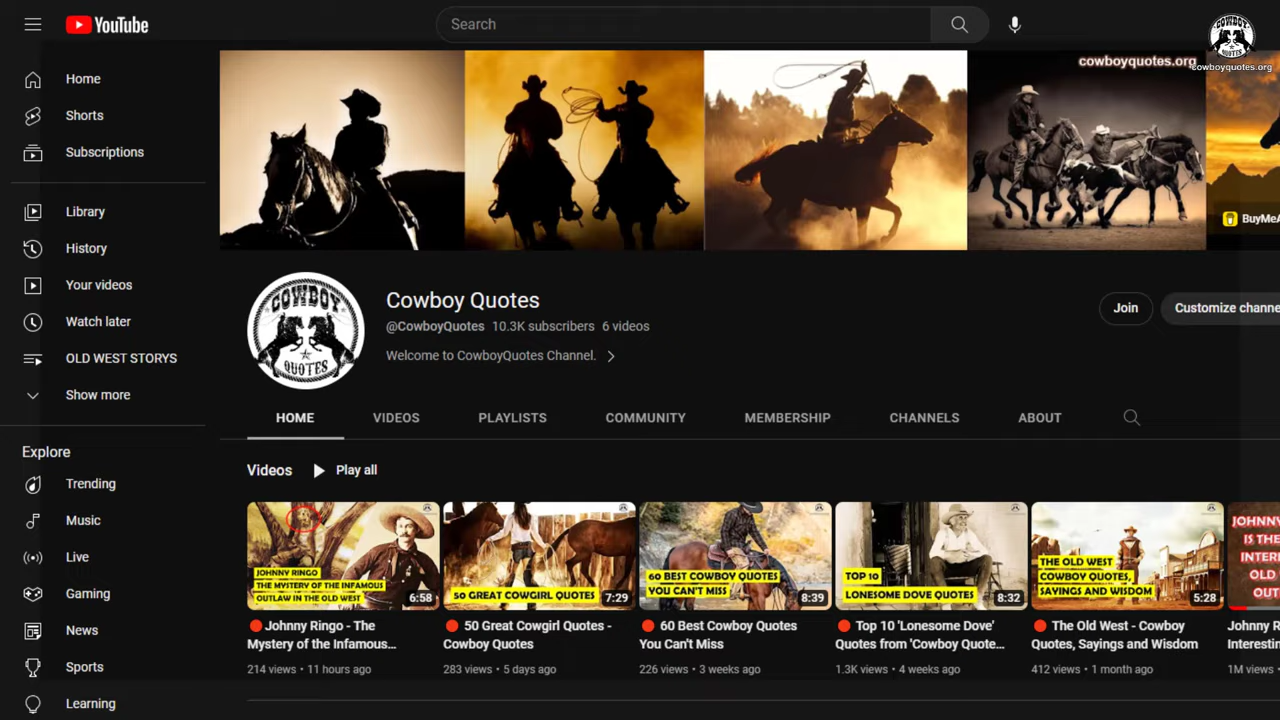 YouTube
Search
COWBOY
QUOTES
cowboyquotes.org
cowboyquotes.org
Home
Shorts
Subscriptions
Library
History
Your videos
Watch later
OLD WEST STORYS
Show more
Explore
Trending
Music
Live
Gaming
News
Sports
Learning
COWBOY
QUOTES
Cowboy Quotes
@CowboyQuotes 10.3K subscribers 6 videos
Welcome to CowboyQuotes Channel.
Join
Customize channe
HOME
VIDEOS
PLAYLISTS
COMMUNITY
MEMBERSHIP
CHANNELS
ABOUT
Videos
Play all
JOHNNY RINGO
THE MYSTERY OF THE INFAMOUS
OUTLAW IN THE OLD WEST
6:58
Johnny Ringo - The
Mystery of the Infamous...
214 views • 11 hours ago
50 GREAT COWGIRL QUOTES
7:29
50 Great Cowgirl Quotes -
Cowboy Quotes
283 views • 5 days ago
60 BEST COWBOY QUOTES
YOU CAN'T MISS
8:39
60 Best Cowboy Quotes
You Can't Miss
226 views • 3 weeks ago
TOP 10
LONESOME DOVE QUOTES
8:32
Top 10 'Lonesome Dove'
Quotes from 'Cowboy Quote...
1.3K views • 4 weeks ago
THE OLD WEST
COWBOY QUOTES,
SAYINGS AND WISDOM
5:28
The Old West - Cowboy
Quotes, Sayings and Wisdom
412 views • 1 month ago
JOHNNY
IS THE
INTERE
OLD
OUT
Johnny R
Interestin
1M views •